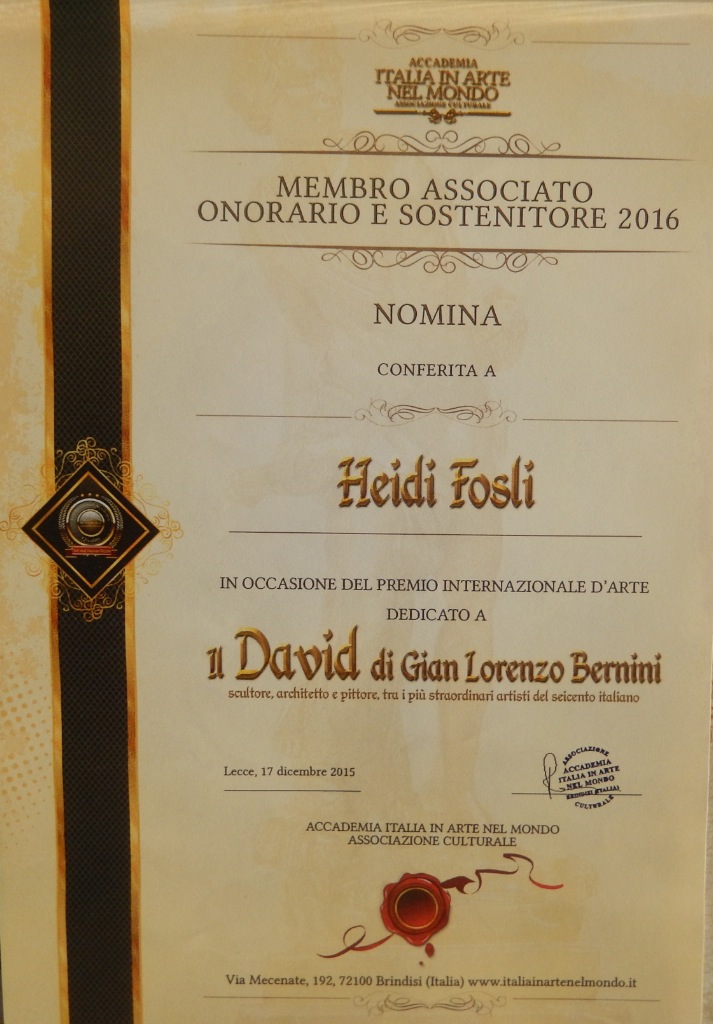 ACCADEMIA
ITALIA IN ARTE
NEL MONDO
ASSOCIAZIONE CULTURALE
MEMBRO ASSOCIATO
ONORARIO E SOSTENITORE 2016
NOMINA
CONFERITA A
Heidi Fosli
IN OCCASIONE DEL PREMIO INTERNAZIONALE D'ARTE
DEDICATO A
Il David di Gian Lorenzo Bernini
scultore, architetto e pittore, tra i più straordinari artisti del seicento italiano
Lecce, 17 dicembre 2015
ASSOCIAZIONE
ACCADEMIA
ITALIA IN ARTE
NEL MONDO
BRINDISI (ITALIA)
CULTURALE
ACCADEMIA ITALIA IN ARTE NEL MONDO
ASSOCIAZIONE CULTURALE
Via Mecenate, 192, 72100 Brindisi (Italia) www.italiainartenelmondo.it